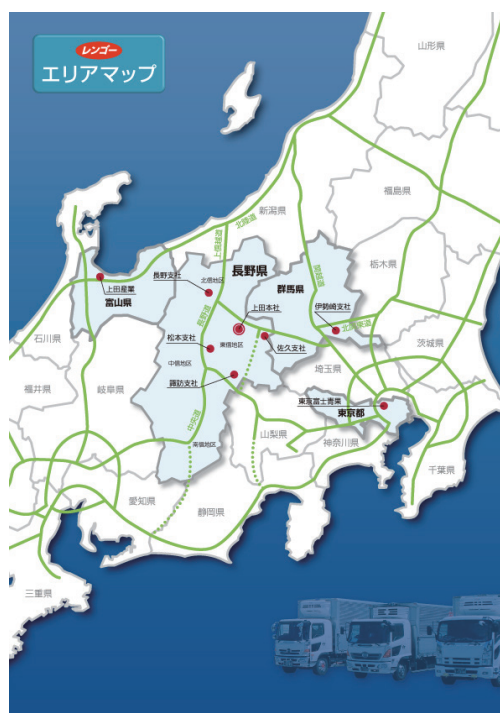 レンゴー
エリアマップ
山形県
新潟県
福島県
北陸道
上信越道
関越道
長野県
群馬県
栃木県
長野支社
北信地区
上田産業
富山県
上田本社
伊勢崎支社
北関東道
石川県
長野道
松本支社
東信地区
佐久支社
茨城県
中信地区
諏訪支社
埼玉県
福井県
岐阜県
東京富士青果
東京都
中央道
南信地区
山梨県
神奈川県
千葉県
愛知県
静岡県
三重県